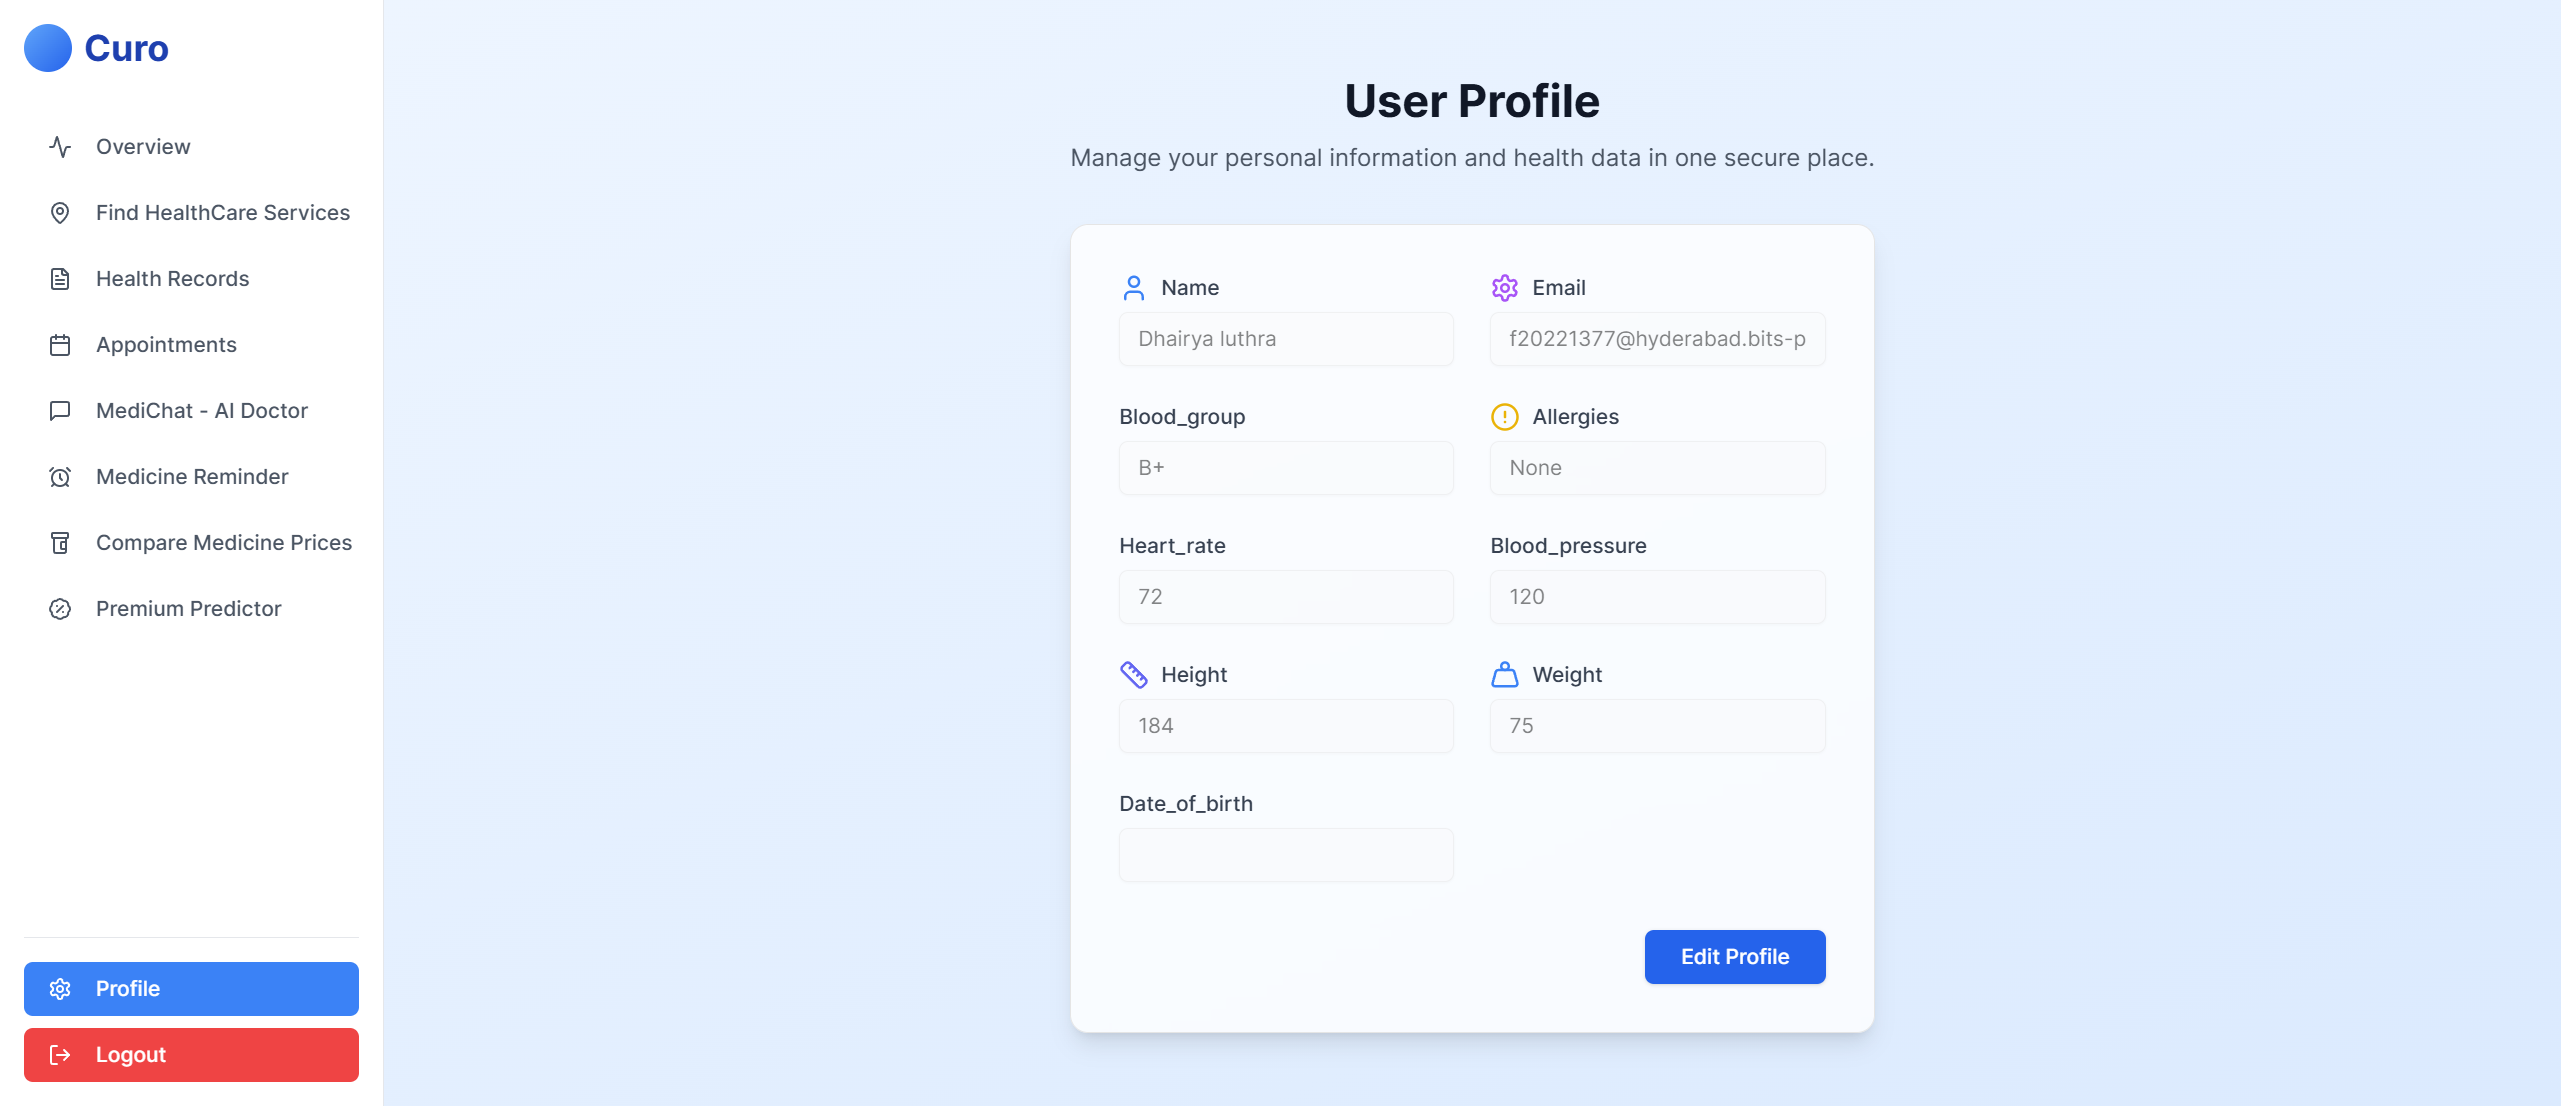 Curo
Overview
Find HealthCare Services
Health Records
Appointments
MediChat - AI Doctor
Medicine Reminder
Compare Medicine Prices
Premium Predictor
Profile
Logout
User Profile
Manage your personal information and health data in one secure place.
Name
Dhairya luthra
Email
f20221377@hyderabad.bits-p
Blood_group
B+
Allergies
None
Heart_rate
72
Blood_pressure
120
Height
184
Weight
75
Date_of_birth
Edit Profile